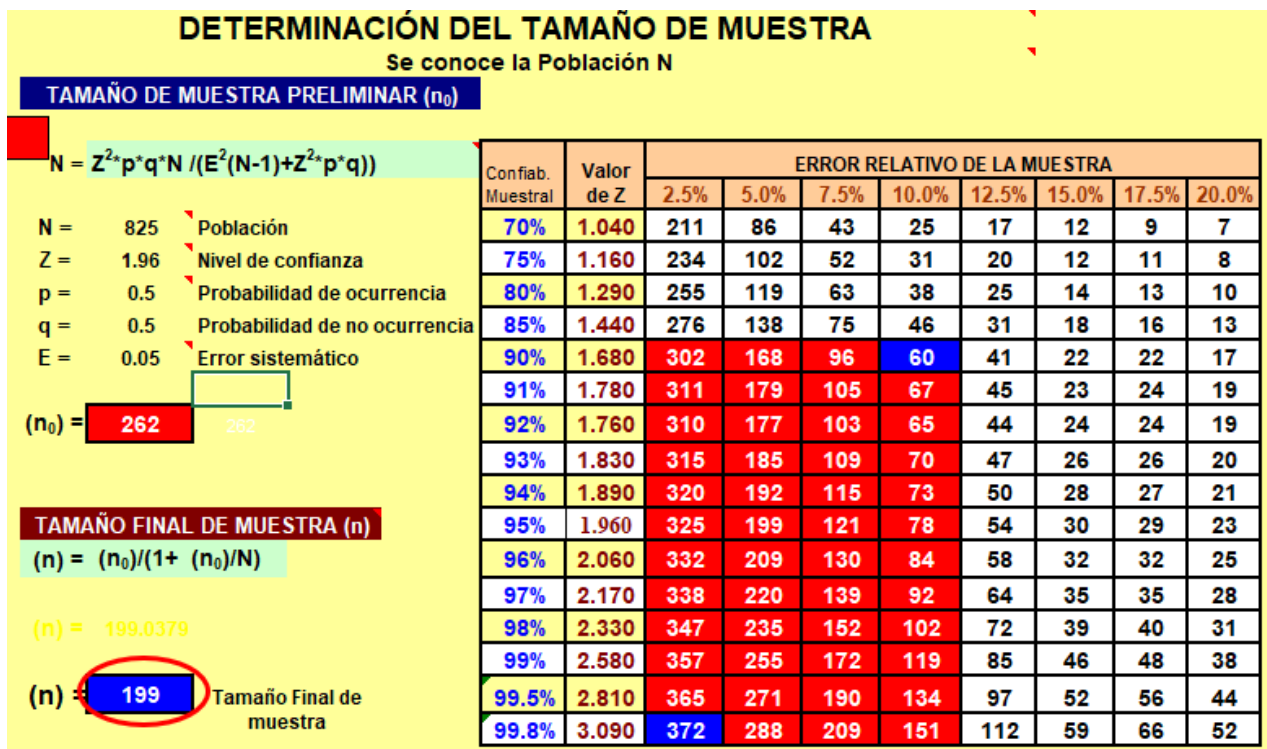 DETERMINACIÓN DEL TAMAÑO DE MUESTRA
Se conoce la Población N
TAMAÑO DE MUESTRA PRELIMINAR (n₀)
N = Z²*p*q*N /(E²(N-1)+Z²*p*q))
N = 825 Población
Z = 1.96 Nivel de confianza
p = 0.5 Probabilidad de ocurrencia
q = 0.5 Probabilidad de no ocurrencia
E = 0.05 Error sistemático
(n₀) = 262 262
TAMAÑO FINAL DE MUESTRA (n)
(n) = (n₀)/(1+ (n₀)/N)
(n) = 199.0379
(n) = 199 Tamaño Final de
muestra
Confiab. Valor ERROR RELATIVO DE LA MUESTRA
Muestral de Z 2.5% 5.0% 7.5% 10.0% 12.5% 15.0% 17.5% 20.0%
70% 1.040 211 86 43 25 17 12 9 7
75% 1.160 234 102 52 31 20 12 11 8
80% 1.290 255 119 63 38 25 14 13 10
85% 1.440 276 138 75 46 31 18 16 13
90% 1.680 302 168 96 60 41 22 22 17
91% 1.780 311 179 105 67 45 23 24 19
92% 1.760 310 177 103 65 44 24 24 19
93% 1.830 315 185 109 70 47 26 26 20
94% 1.890 320 192 115 73 50 28 27 21
95% 1.960 325 199 121 78 54 30 29 23
96% 2.060 332 209 130 84 58 32 32 25
97% 2.170 338 220 139 92 64 35 35 28
98% 2.330 347 235 152 102 72 39 40 31
99% 2.580 357 255 172 119 85 46 48 38
99.5% 2.810 365 271 190 134 97 52 56 44
99.8% 3.090 372 288 209 151 112 59 66 52